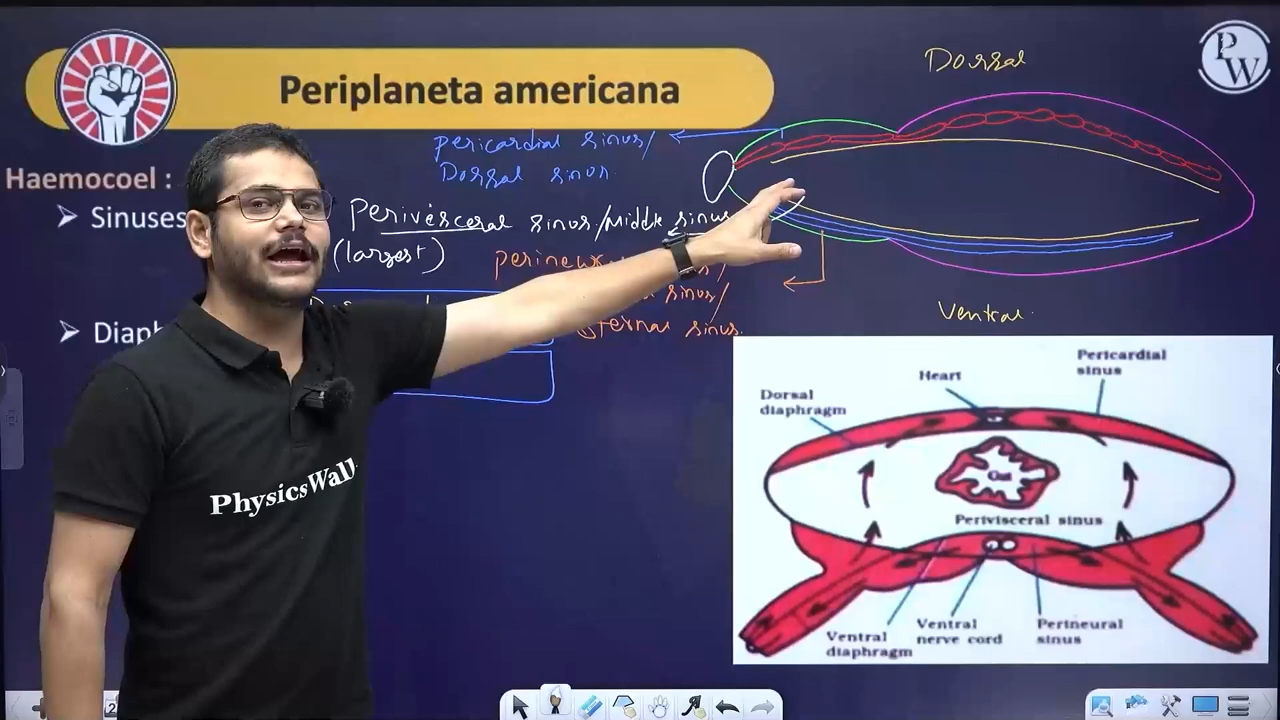 Periplaneta americana
PW
Dorsal
pericardial sinus/
Dorsal sinus
Haemocoel :
Sinuses
Perivisceral sinus/Middle sinus
(largest)
sinus/
sternal sinus
Ventral
Diaph
PhysicsWallah
Heart
Pericardial
sinus
Dorsal
diaphragm
Gut
Perivisceral sinus
Ventral
diaphragm
Ventral
nerve cord
Perineural
sinus